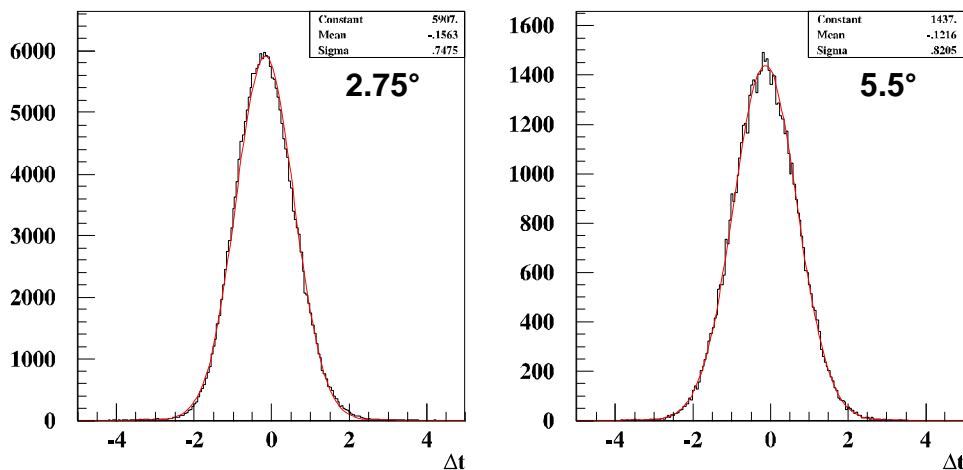 Constant 5907.
Mean -.1563
Sigma .7475
2.75°
6000
5000
4000
3000
2000
1000
0
-4 -2 0 2 4
Δt
Constant 1437.
Mean -.1216
Sigma .8205
5.5°
1600
1400
1200
1000
800
600
400
200
0
-4 -2 0 2 4
Δt